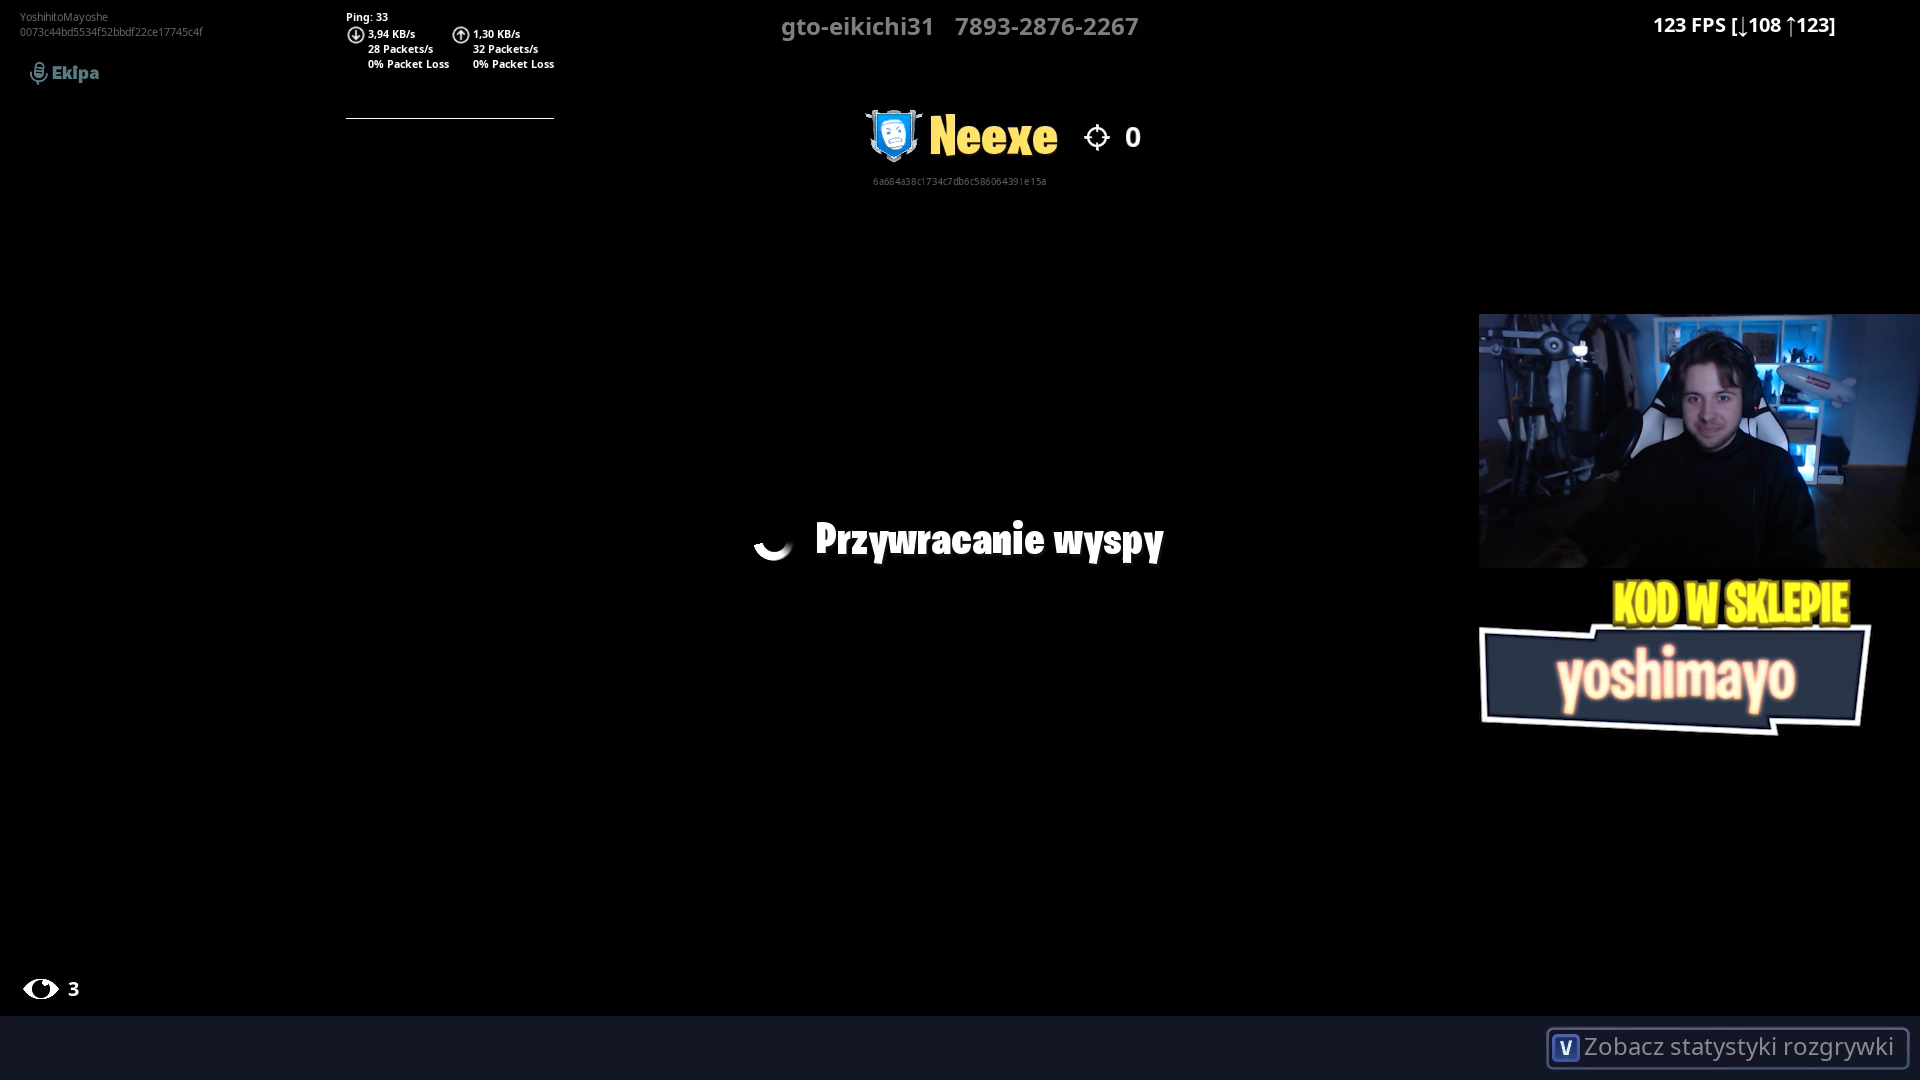 YoshihitoMayoshe
0073c44bd5534f52bbdf22ce17745c4f
Ekipa
Ping: 33
3,94 KB/s
28 Packets/s
0% Packet Loss
1,30 KB/s
32 Packets/s
0% Packet Loss
gto-eikichi31 7893-2876-2267
123 FPS [↓108 ↑123]
Neexe 0
6a684a38c1734c7db6c586064391e15a
Przywracanie wyspy
KOD W SKLEPIE
yoshimayo
3
V Zobacz statystyki rozgrywki